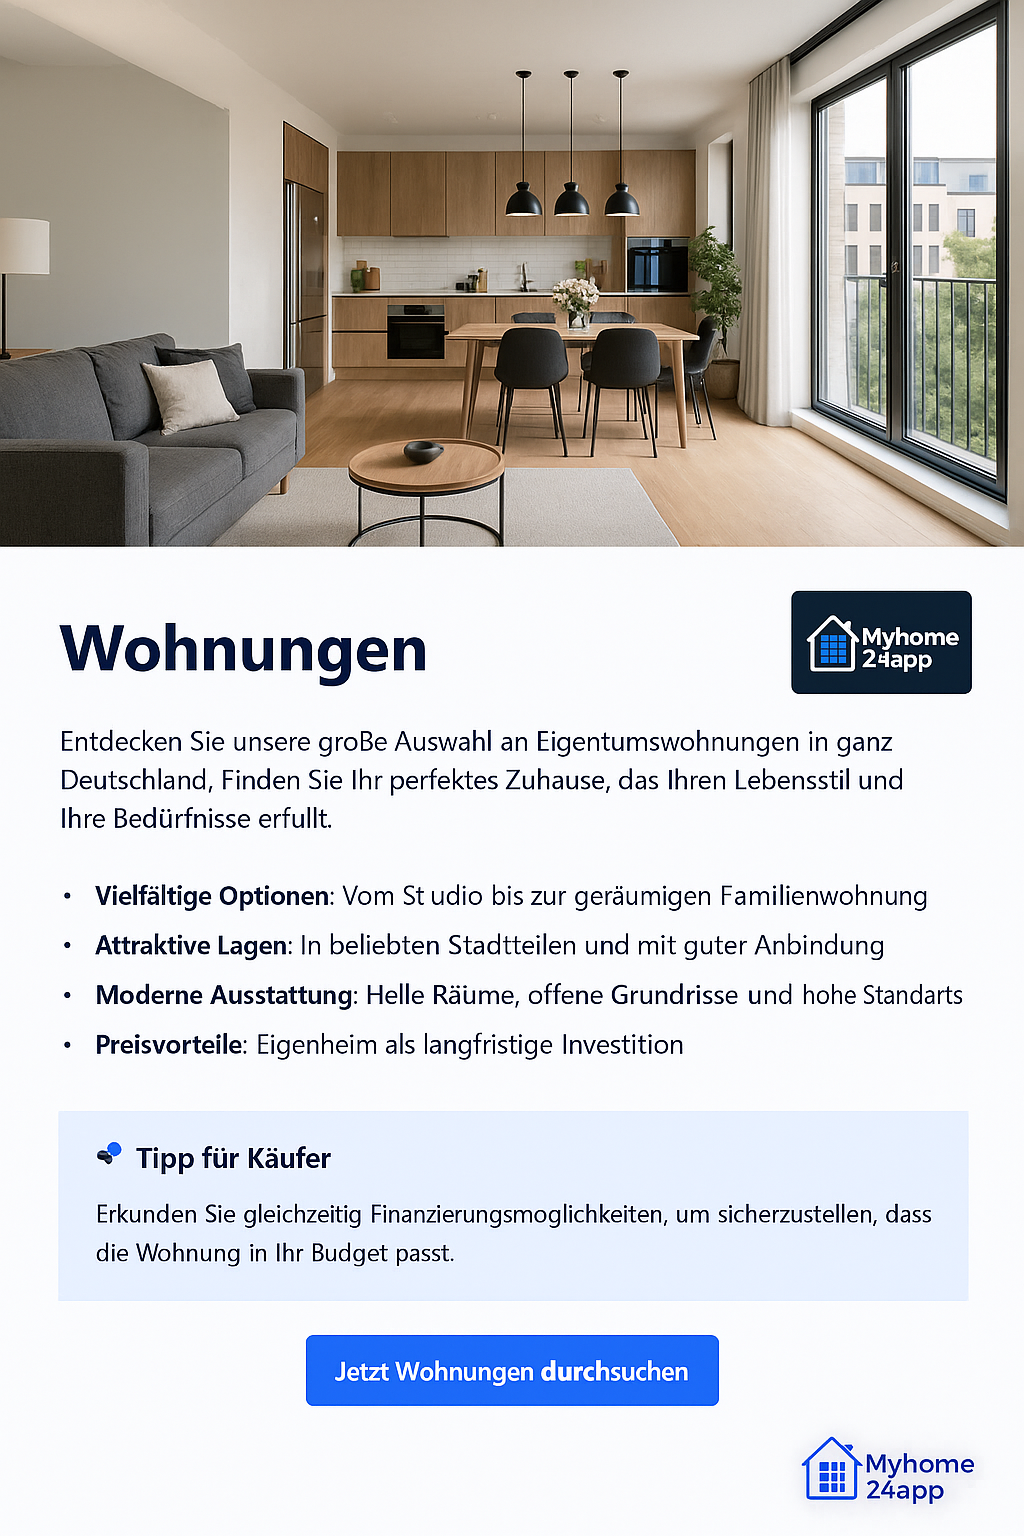 Wohnungen
Myhome
24app
Entdecken Sie unsere groBe Auswahl an Eigentumswohnungen in ganz
Deutschland, Finden Sie Ihr perfektes Zuhause, das Ihren Lebensstil und
Ihre Bedürfnisse erfullt.
• Vielfältige Optionen: Vom St udio bis zur geräumigen Familienwohnung
• Attraktive Lagen: In beliebten Stadtteilen und mit guter Anbindung
• Moderne Ausstattung: Helle Räume, offene Grundrisse und hohe Standarts
• Preisvorteile: Eigenheim als langfristige Investition
Tipp für Käufer
Erkunden Sie gleichzeitig Finanzierungsmoglichkeiten, um sicherzustellen, dass
die Wohnung in Ihr Budget passt.
Jetzt Wohnungen durchsuchen
Myhome
24app